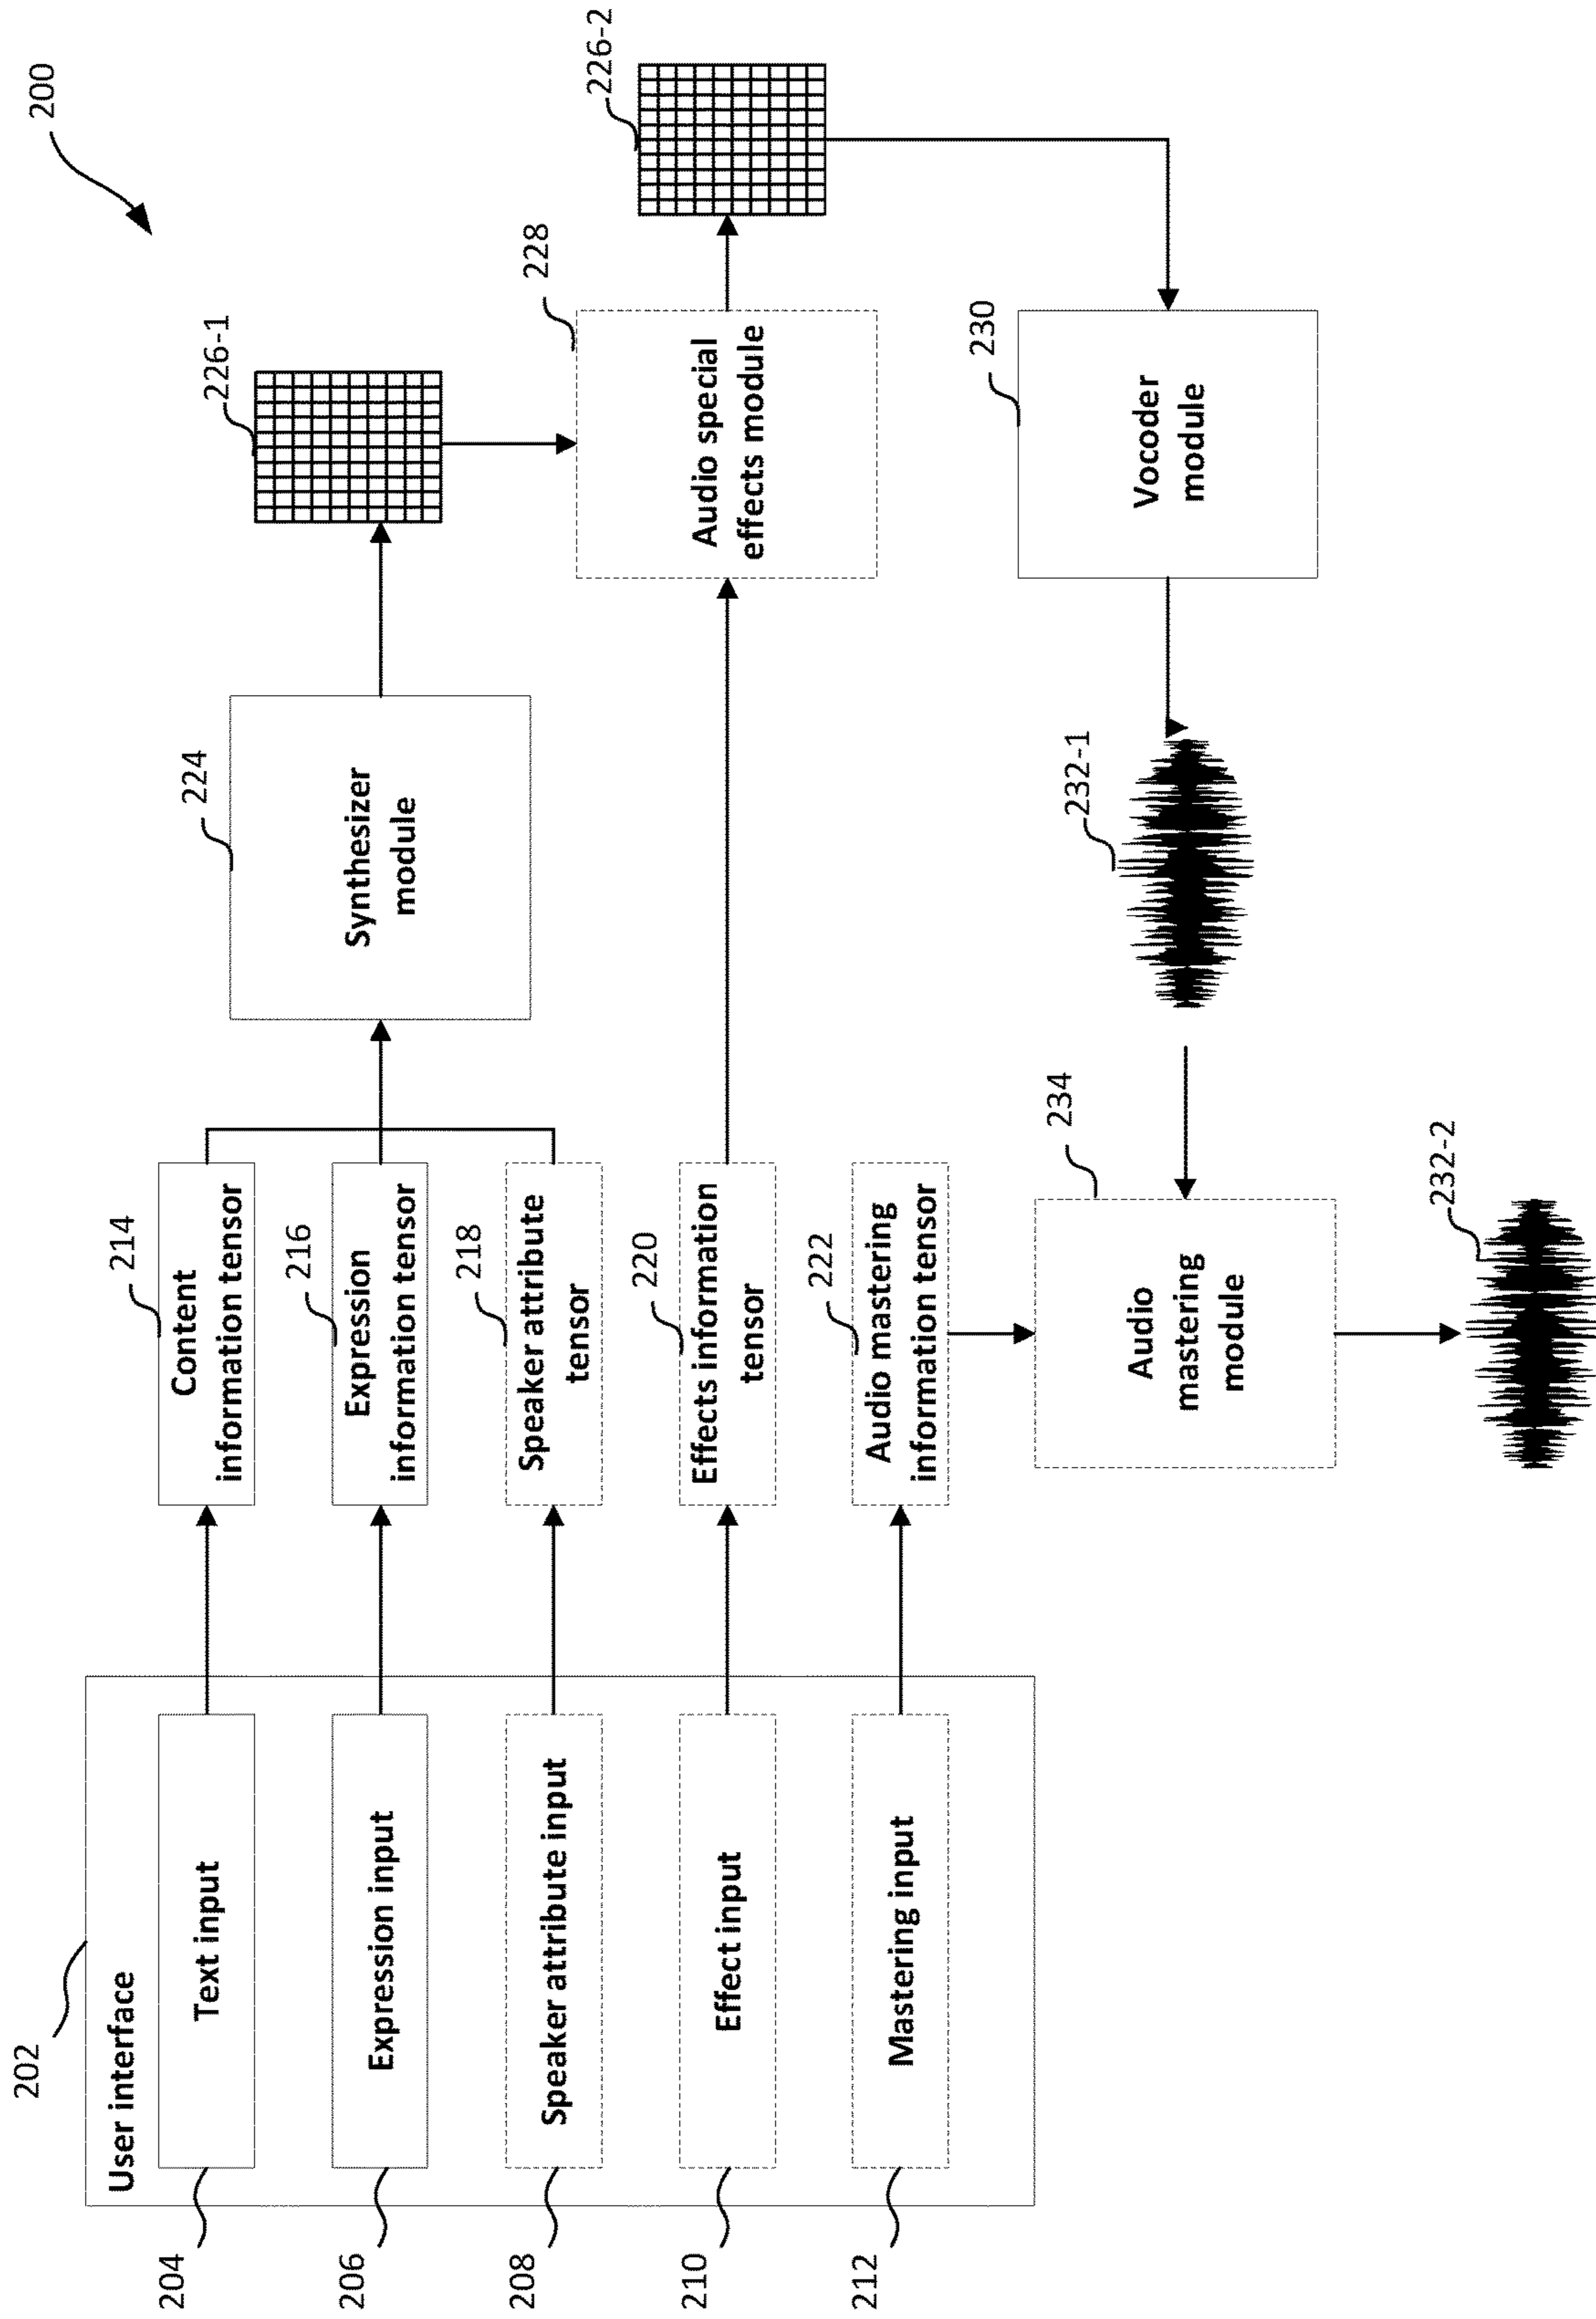 200
202
User interface
204
Text input
206
Expression input
208
Speaker attribute input
210
Effect input
212
Mastering input
214
Content
information tensor
216
Expression
information tensor
218
Speaker attribute
tensor
220
Effects information
tensor
222
Audio mastering
information tensor
224
Synthesizer
module
226-1
228
Audio special
effects module
226-2
230
Vocoder
module
232-1
234
Audio
mastering
module
232-2